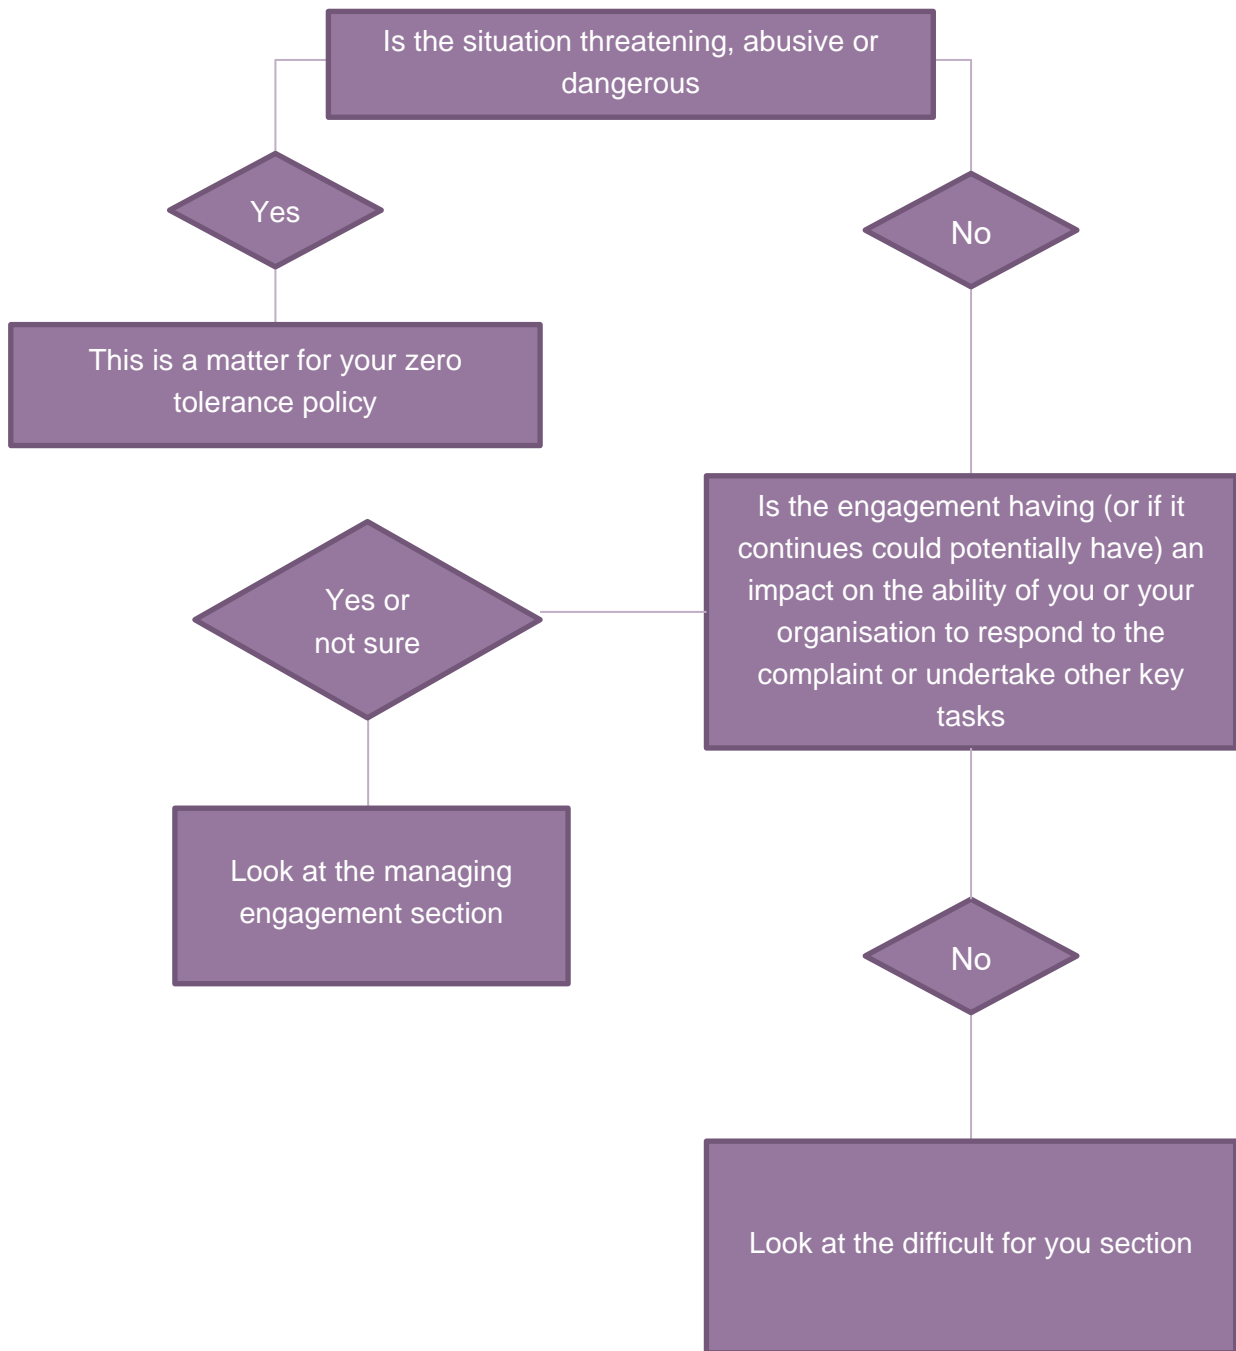 Is the situation threatening, abusive or
dangerous
Yes
No
This is a matter for your zero
tolerance policy
Is the engagement having (or if it
continues could potentially have) an
impact on the ability of you or your
organisation to respond to the
complaint or undertake other key
tasks
Yes or
not sure
Look at the managing
engagement section
No
Look at the difficult for you section